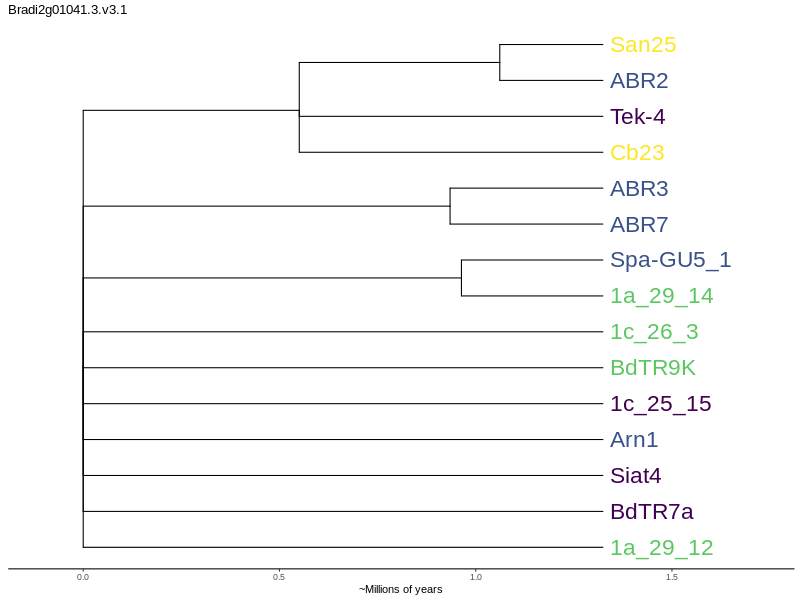 Bradi2g01041.3.v3.1
San25
ABR2
Tek-4
Cb23
ABR3
ABR7
Spa-GU5_1
1a_29_14
1c_26_3
BdTR9K
1c_25_15
Arn1
Siat4
BdTR7a
1a_29_12
0.0 0.5 1.0 1.5
~Millions of years